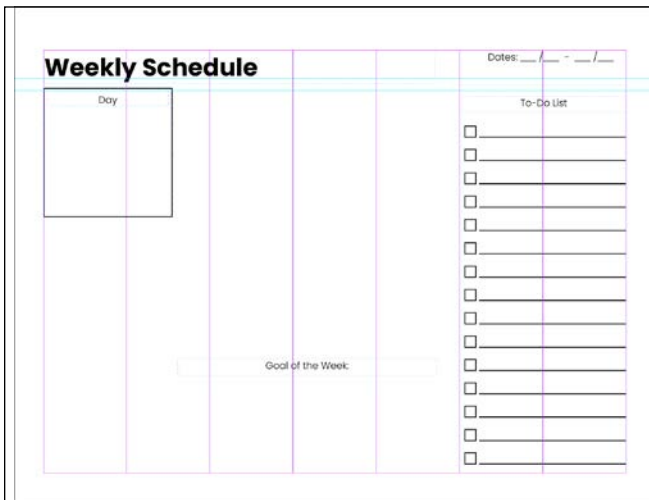 Weekly Schedule
Dates: __ /__ - __ /__
Day
To-Do List
Goal of the Week: